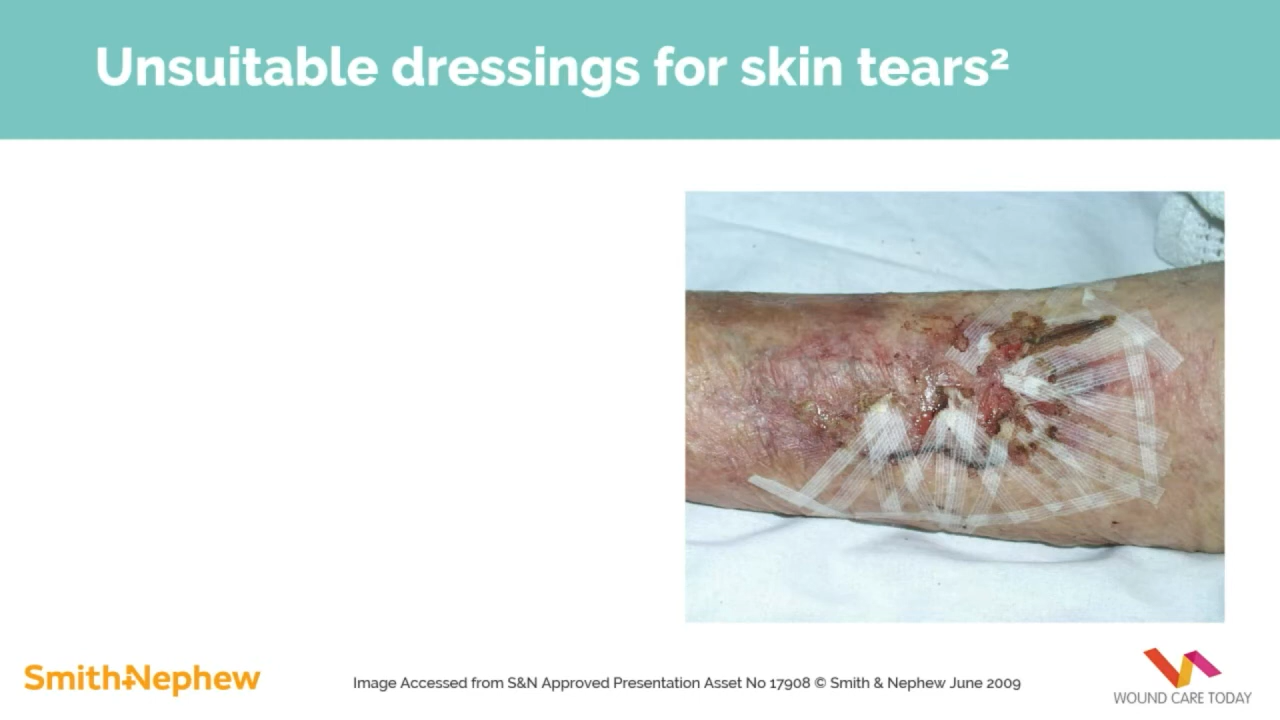 Unsuitable dressings for skin tears²
Smith+Nephew
Image Accessed from S&N Approved Presentation Asset No 17908 © Smith & Nephew June 2009
WOUND CARE TODAY